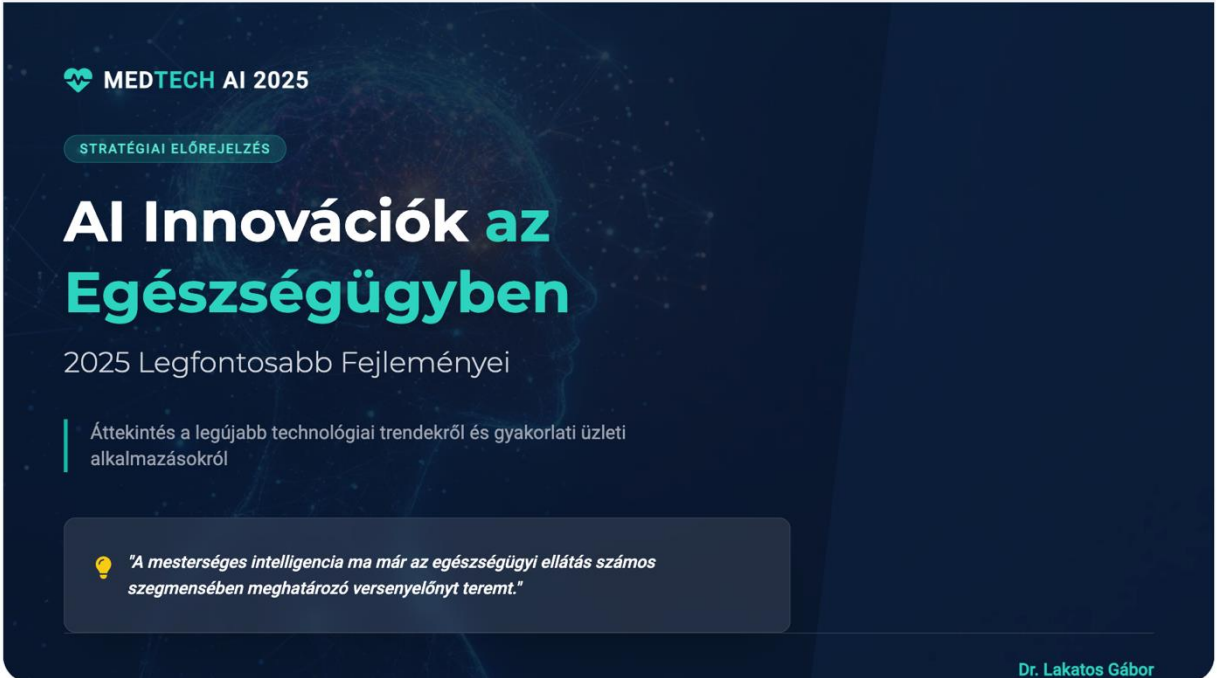 MEDTECH AI 2025
STRATÉGIAI ELŐREJELZÉS
AI Innovációk az
Egészségügyben
2025 Legfontosabb Fejleményei
Áttekintés a legújabb technológiai trendekről és gyakorlati üzleti
alkalmazásokról
"A mesterséges intelligencia ma már az egészségügyi ellátás számos
szegmensében meghatározó versenyelőnyt teremt."
Dr. Lakatos Gábor